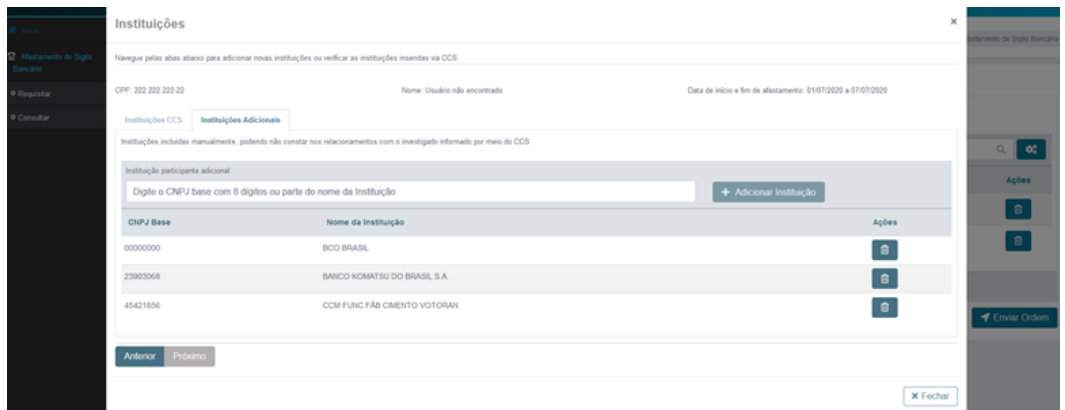 Instituições
×
Navegue pelas abas abaixo para adicionar novas instituições ou verificar as instituições inseridas via CCS.
CPF: 222.222.222-22
Nome: Usuário não encontrado
Data de início e fim de afastamento: 01/07/2020 a 07/07/2020
Instituições CCS
Instituições Adicionais
Instituições incluídas manualmente, podendo não constar nos relacionamentos com o investigado informado por meio do CCS
Instituição participante adicional
Digite o CNPJ base com 8 dígitos ou parte do nome da Instituição
+ Adicionar Instituição
CNPJ Base Nome da Instituição Ações
00000000 BCO BRASIL
23903068 BANCO KOMATSU DO BRASIL S.A.
45421856 CCM FUNC FÁB CIMENTO VOTORAN
Anterior Próximo
× Fechar
Afastamento de Sigilo
Bancário
Requisitar
Consultar
Afastamento de Sigilo Bancário
Ações
Enviar Ordem